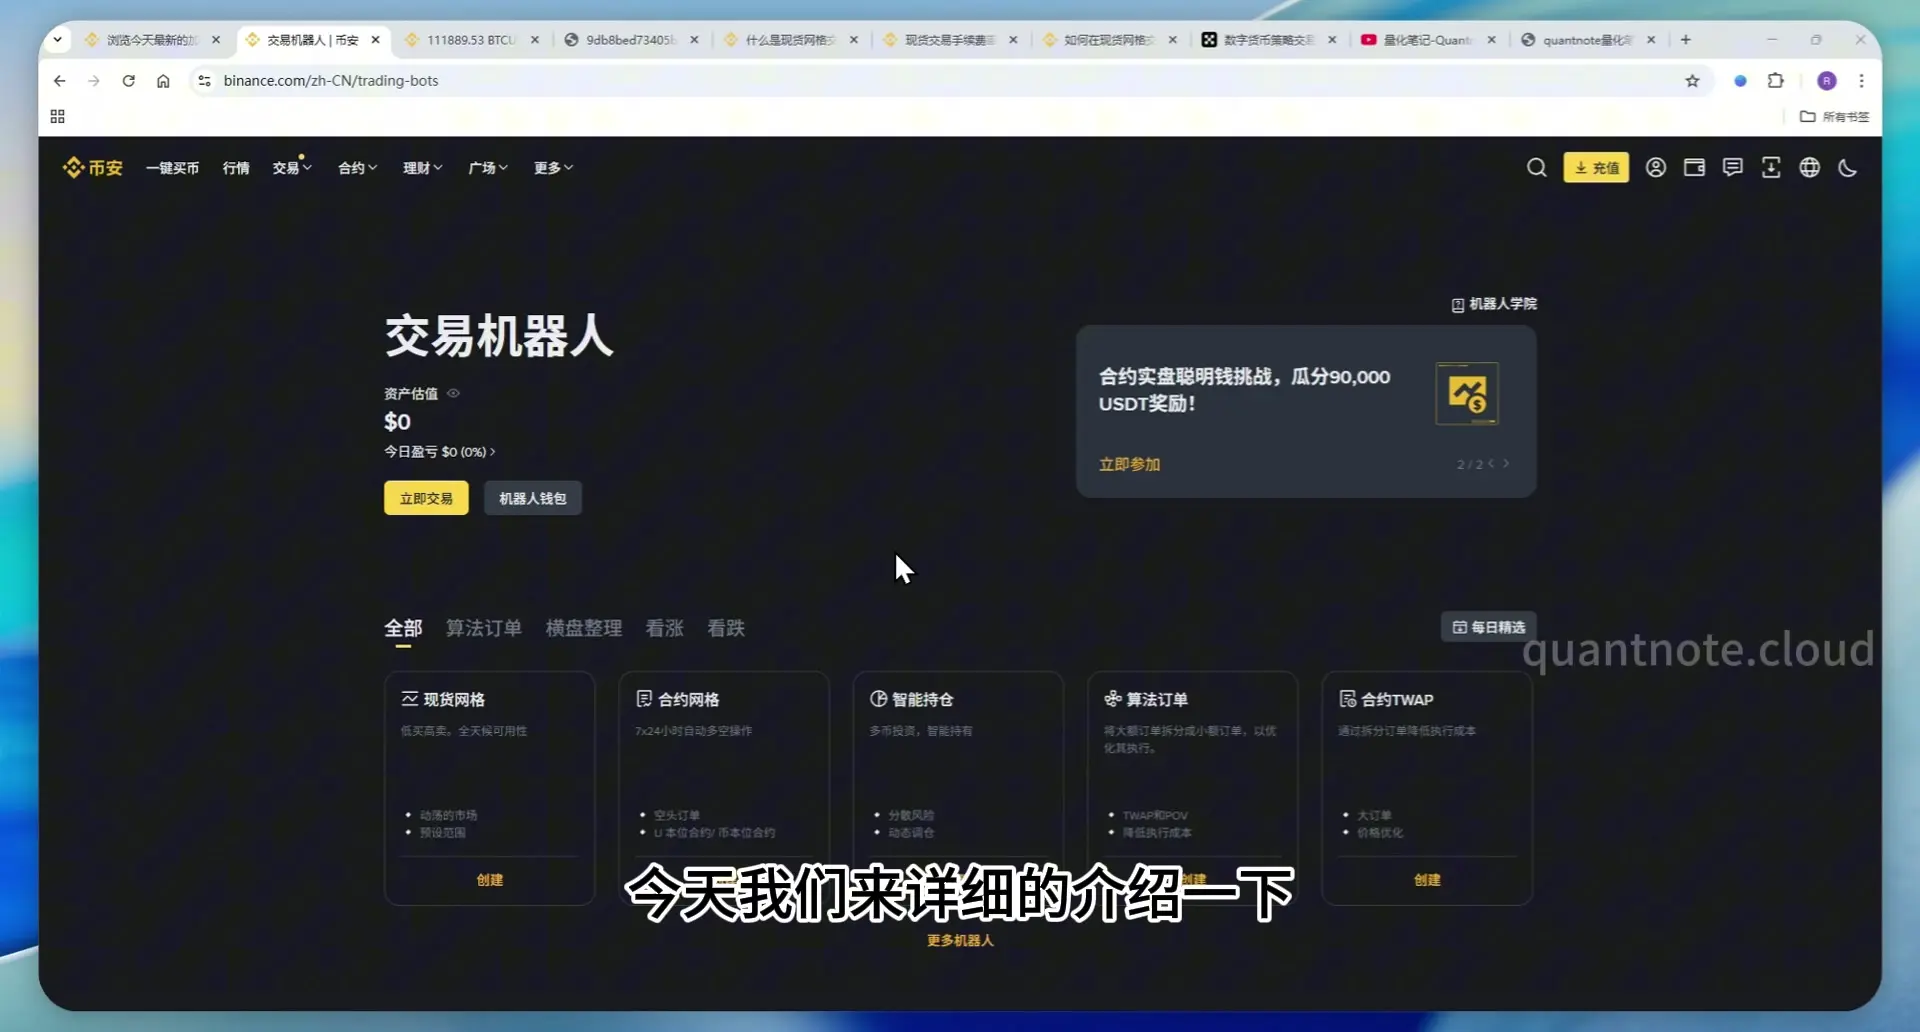 浏览今天最新的加
交易机器人 | 币安
111889.53 BTCU
9db8bed73405b
什么是现货网格交
现货交易手续费
如何在现货网格交
数字货币策略交易
量化笔记-Quantn
quantnote量化笔
binance.com/zh-CN/trading-bots
R
所有书签
币安
一键买币
行情
交易
合约
理财
广场
更多
充值
机器人学院
交易机器人
资产估值
$0
今日盈亏 $0 (0%)
立即交易
机器人钱包
合约实盘聪明钱挑战，瓜分90,000
USDT奖励！
立即参加
2 / 2
全部
算法订单
横盘整理
看涨
看跌
每日精选
quantnote.cloud
现货网格
低买高卖。全天候可用性
动荡的市场
预设范围
创建
合约网格
7x24小时自动多空操作
空头订单
U 本位合约/ 币本位合约
智能持仓
多币投资，智能持有
分散风险
动态调仓
算法订单
将大额订单拆分成小额订单，以优
化其执行。
TWAP和POV
降低执行成本
创建
合约TWAP
通过拆分订单降低执行成本
大订单
价格优化
创建
今天我们来详细的介绍一下
更多机器人